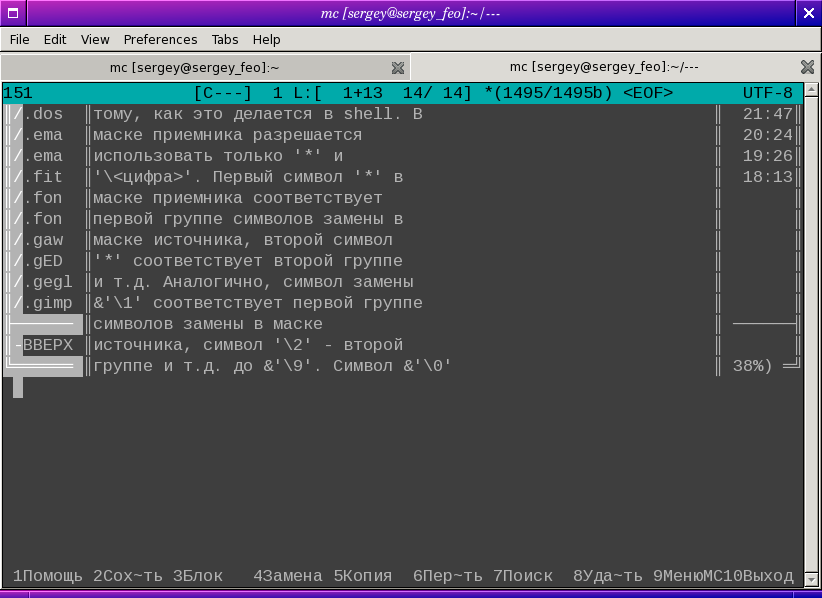 mc [sergey@sergey_feo]:~/---
File Edit View Preferences Tabs Help
mc [sergey@sergey_feo]:~ mc [sergey@sergey_feo]:~/---
151 [C---] 1 L:[ 1+13 14/ 14] *(1495/1495b) <EOF> UTF-8
/.dos ║тому, как это делается в shell. В ║ 21:47║
/.ema ║маске приемника разрешается ║ 20:24║
/.ema ║использовать только '*' и ║ 19:26║
/.fit ║'\<цифра>'. Первый символ '*' в ║ 18:13║
/.fon ║маске приемника соответствует ║ ║
/.fon ║первой группе символов замены в ║ ║
/.gaw ║маске источника, второй символ ║ ║
/.gED ║'*' соответствует второй группе ║ ║
/.gegl ║и т.д. Аналогично, символ замены ║ ║
/.gimp ║&'\1' соответствует первой группе ║ ║
║символов замены в маске ║ ──────╢
║-ВВЕРХ ║источника, символ '\2' - второй ║ ║
║группе и т.д. до &'\9'. Символ &'\0' ║ 38%) ═╝
1Помощь 2Сох~ть 3Блок 4Замена 5Копия 6Пер~ть 7Поиск 8Уда~ть 9МенюMC10Выход